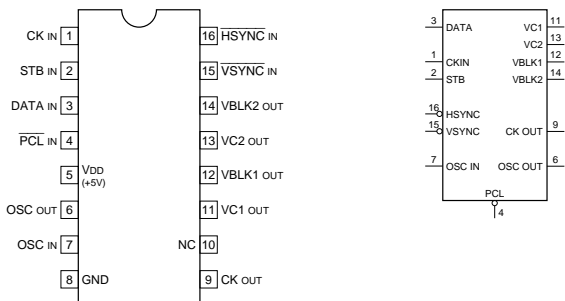 CK IN 1
16 HSYNC IN
STB IN 2
15 VSYNC IN
DATA IN 3
14 VBLK2 OUT
PCL IN 4
13 VC2 OUT
5 VDD
(+5V)
12 VBLK1 OUT
OSC OUT 6
11 VC1 OUT
OSC IN 7
NC 10
8 GND
9 CK OUT
3 DATA
VC1 11
VC2 13
1 CKIN
VBLK1 12
2 STB
VBLK2 14
16 HSYNC
15 VSYNC
CK OUT 9
7 OSC IN
OSC OUT 6
PCL
4